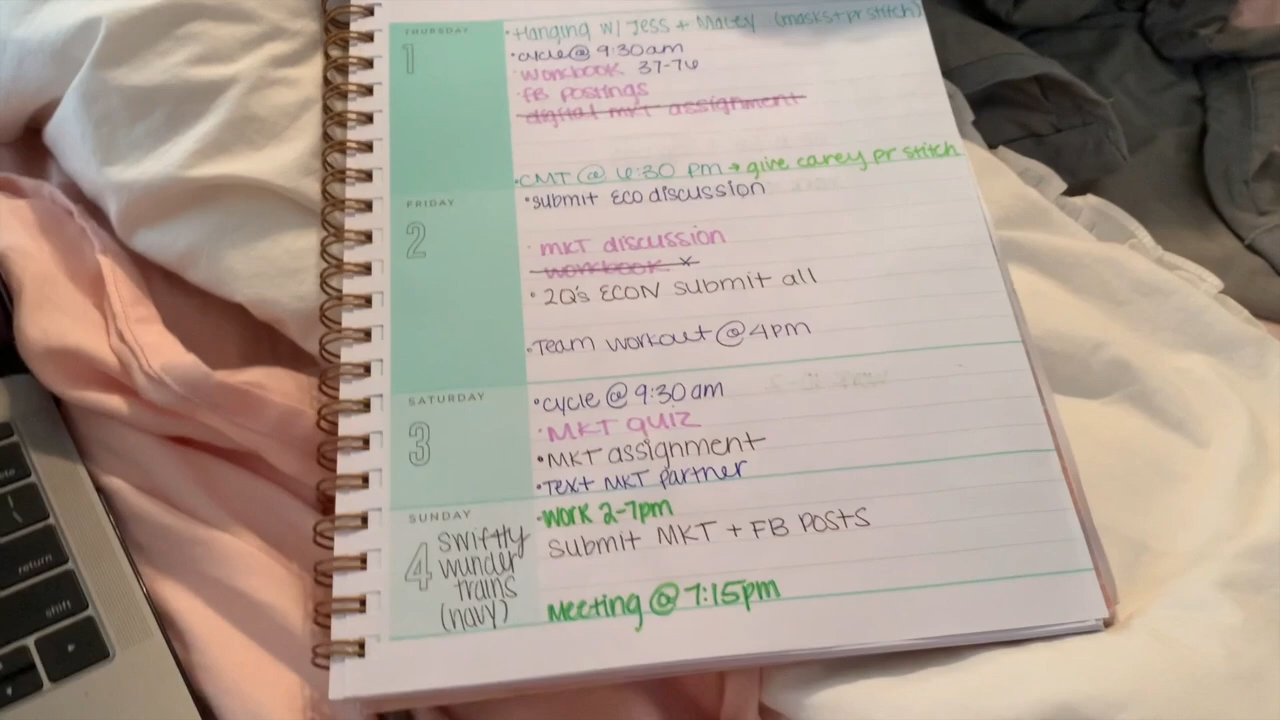 THURSDAY
1
•Hanging w/ Jess + Macey (masks+pr stitch)
•cycle@ 9:30am
•workbook 37-76
•FB postings
digital mkt assignment
•CMT @ 6:30 pm → give carey pr stitch
FRIDAY
2
•submit ECO discussion
•MKT discussion
workbook x
•2Q's ECON submit all
•Team workout @ 4pm
SATURDAY
3
•cycle @ 9:30 am
•MKT QUIZ
•MKT assignment
•Text MKT partner
SUNDAY
4
swiftly
wunder
trains
(navy)
•work 2-7pm
submit MKT + FB POSTS
Meeting @ 7:15pm
return
shift